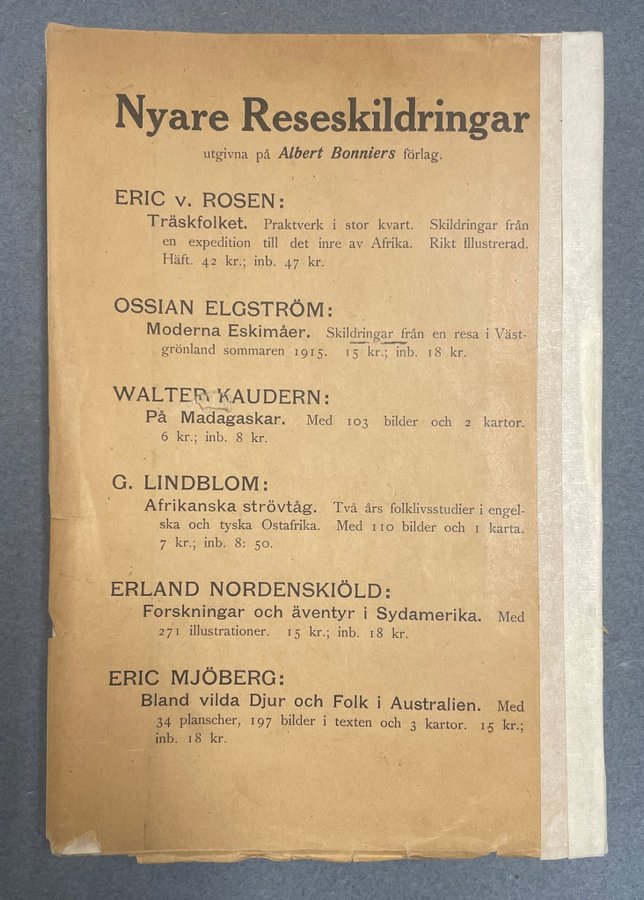 Nyare Reseskildringar
utgivna på Albert Bonniers förlag.
ERIC v. ROSEN:
Träskfolket. Praktverk i stor kvart. Skildringar från
en expedition till det inre av Afrika. Rikt illustrerad.
Häft. 42 kr.; inb. 47 kr.
OSSIAN ELGSTRÖM:
Moderna Eskimåer. Skildringar från en resa i Väst-
grönland sommaren 1915. 15 kr.; inb. 18 kr.
WALTER KAUDERN:
På Madagaskar. Med 103 bilder och 2 kartor.
6 kr.; inb. 8 kr.
G. LINDBLOM:
Afrikanska strövtåg. Två års folklivsstudier i engel-
ska och tyska Ostafrika. Med 110 bilder och 1 karta.
7 kr.; inb. 8: 50.
ERLAND NORDENSKIÖLD:
Forskningar och äventyr i Sydamerika. Med
271 illustrationer. 15 kr.; inb. 18 kr.
ERIC MJÖBERG:
Bland vilda Djur och Folk i Australien. Med
34 planscher, 197 bilder i texten och 3 kartor. 15 kr.;
inb. 18 kr.